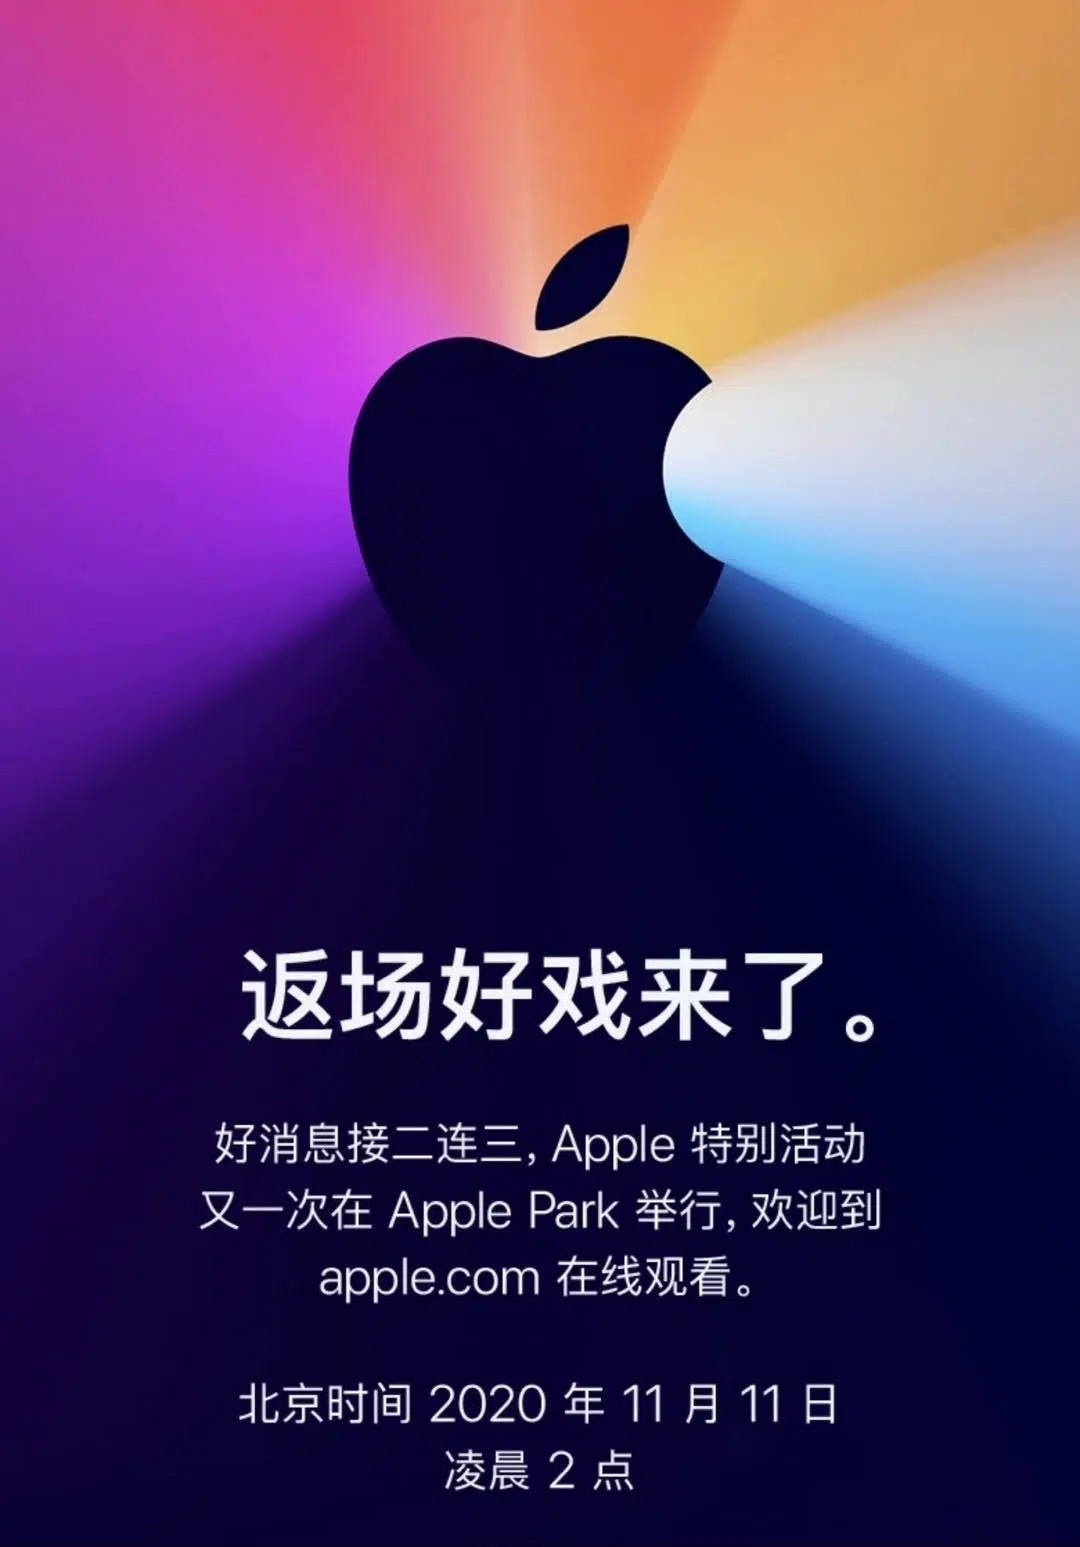 返场好戏来了。
好消息接二连三，Apple 特别活动
又一次在 Apple Park 举行，欢迎到
apple.com 在线观看。
北京时间 2020 年 11 月 11 日
凌晨 2 点